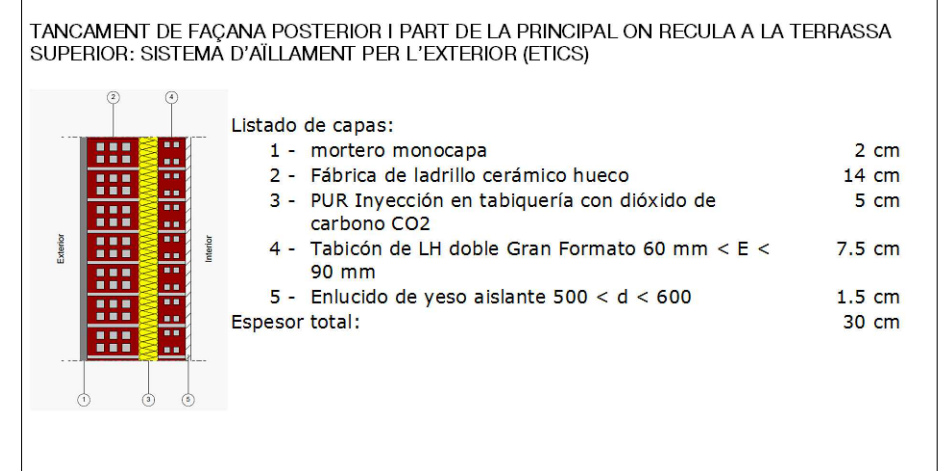 TANCAMENT DE FAÇANA POSTERIOR I PART DE LA PRINCIPAL ON RECULA A LA TERRASSA
SUPERIOR: SISTEMA D'AÏLLAMENT PER L'EXTERIOR (ETICS)
2 4
Exterior
Interior
1 3 5
Listado de capas:
1 - mortero monocapa 2 cm
2 - Fábrica de ladrillo cerámico hueco 14 cm
3 - PUR Inyección en tabiquería con dióxido de 5 cm
carbono CO2
4 - Tabicón de LH doble Gran Formato 60 mm < E < 7.5 cm
90 mm
5 - Enlucido de yeso aislante 500 < d < 600 1.5 cm
Espesor total: 30 cm